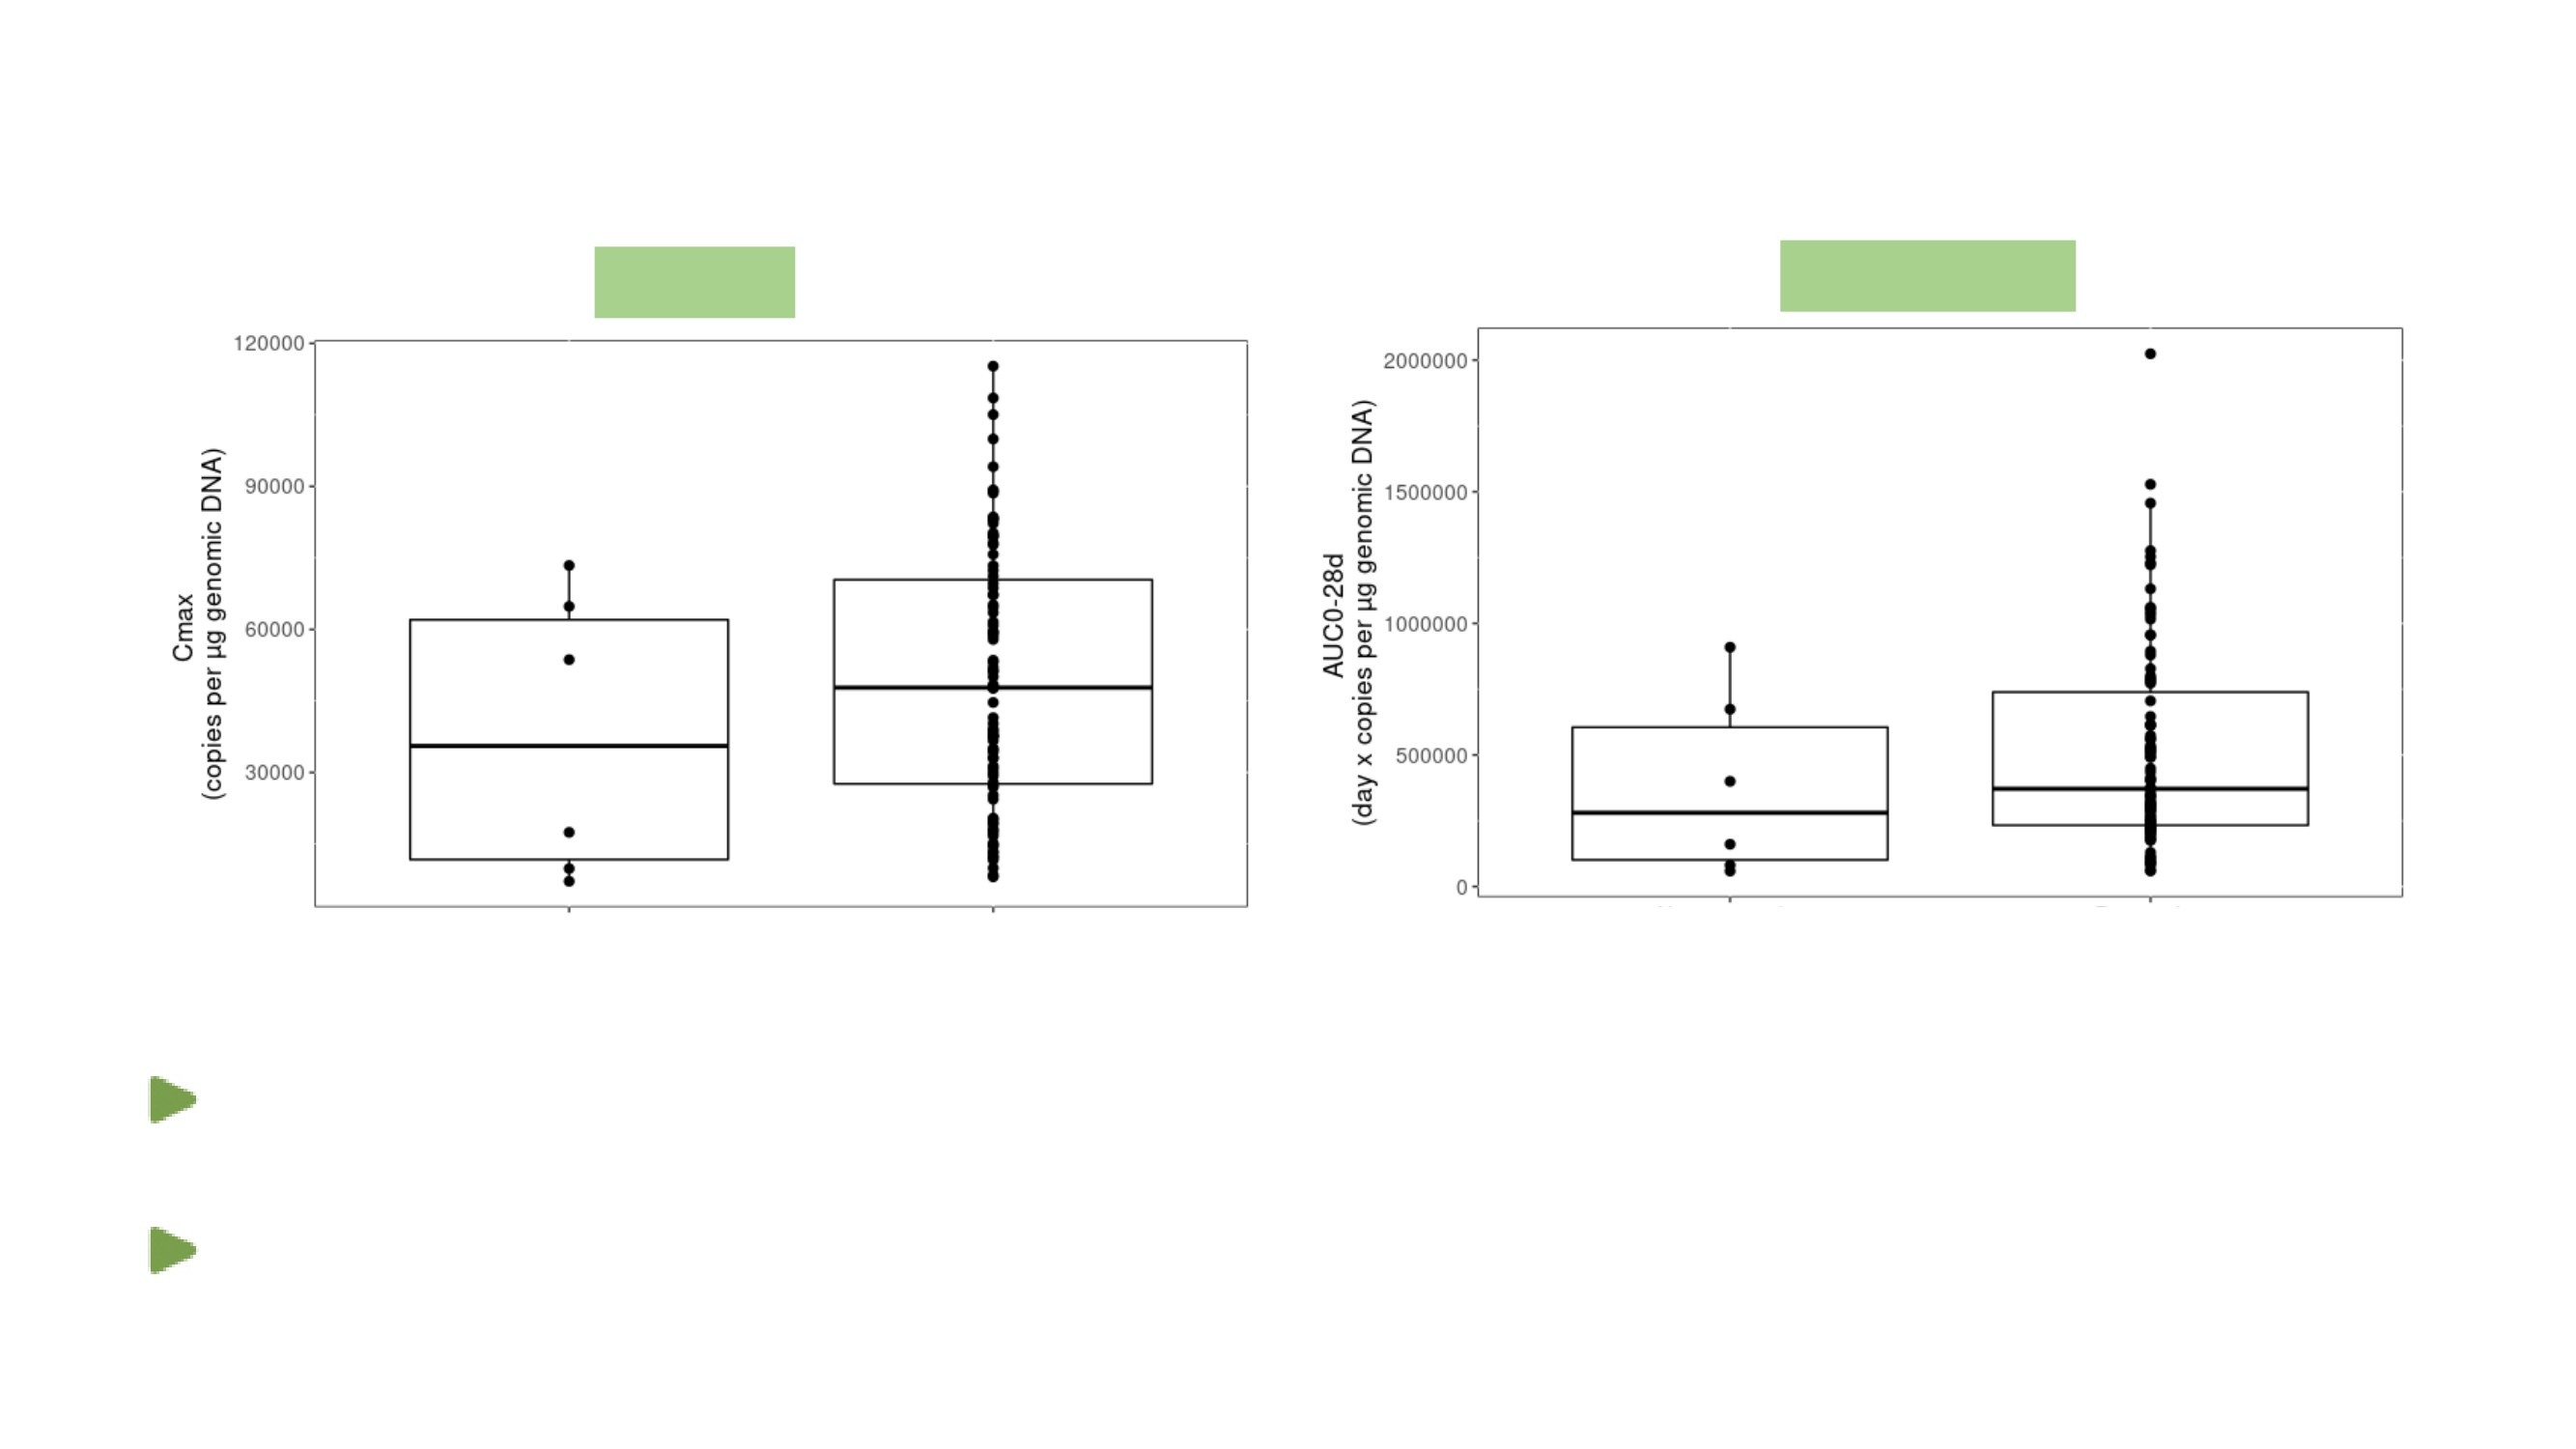 Cmax
(copies per µg genomic DNA)
120000
90000
60000
30000
AUC0-28d
(day x copies per µg genomic DNA)
2000000
1500000
1000000
500000
0